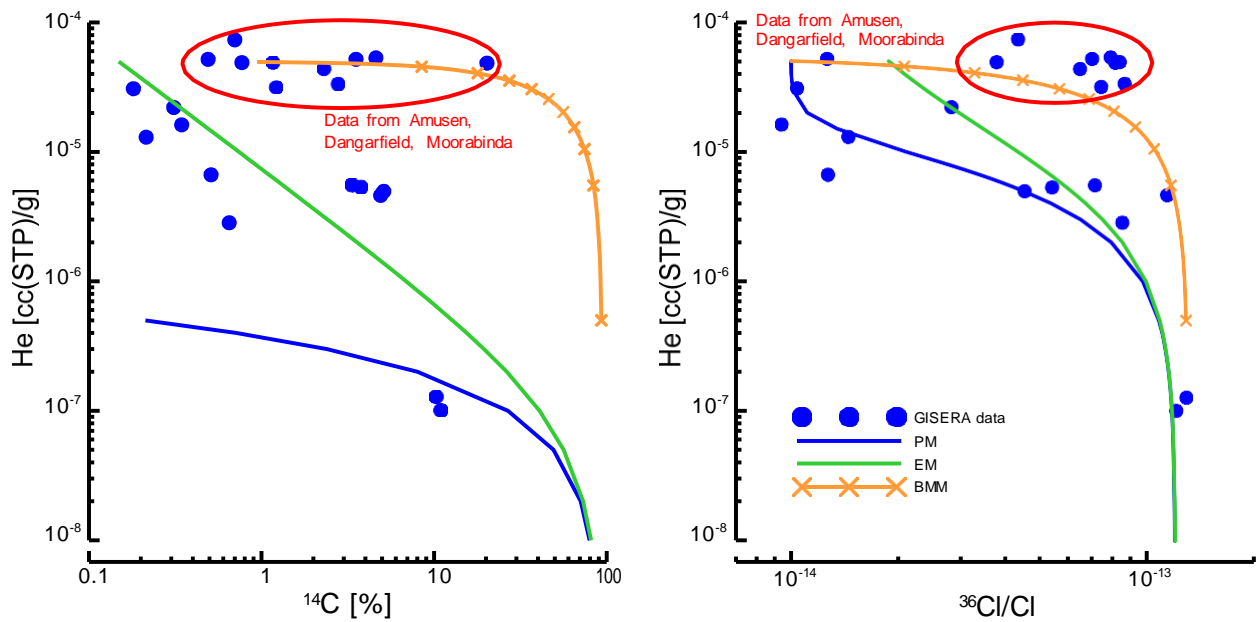 10⁻⁴
10⁻⁵
10⁻⁶
10⁻⁷
10⁻⁸
He [cc(STP)/g]
0.1
1
10
100
¹⁴C [%]
Data from Amusen,
Dangarfield, Moorabinda
10⁻⁴
10⁻⁵
10⁻⁶
10⁻⁷
10⁻⁸
He [cc(STP)/g]
10⁻¹⁴
10⁻¹³
³⁶Cl/Cl
Data from Amusen,
Dangarfield, Moorabinda
GISERA data
PM
EM
BMM